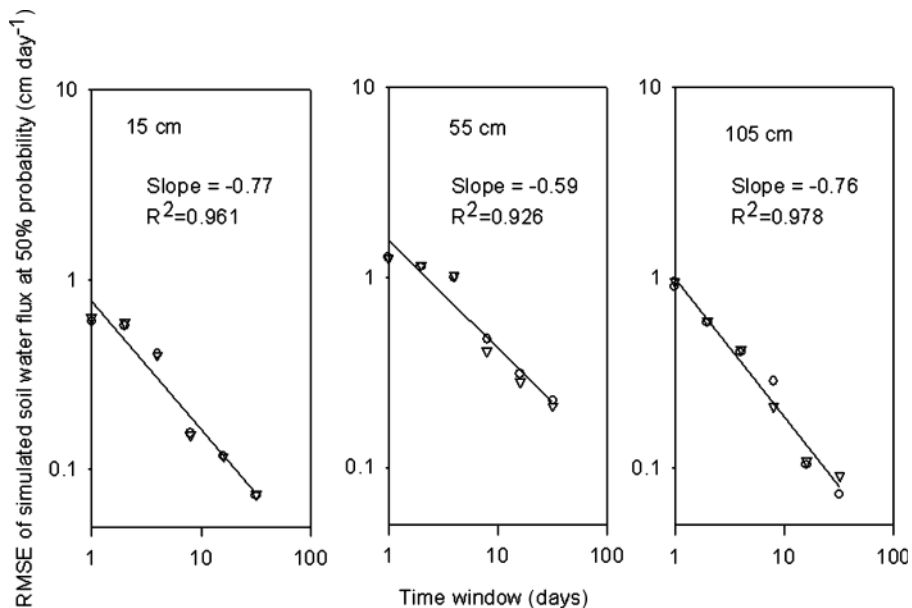 RMSE of simulated soil water flux at 50% probability (cm day-1)
10
1
0.1
15 cm
Slope = -0.77
R2=0.961
1
10
100
10
1
0.1
55 cm
Slope = -0.59
R2=0.926
1
10
100
10
1
0.1
105 cm
Slope = -0.76
R2=0.978
1
10
100
Time window (days)